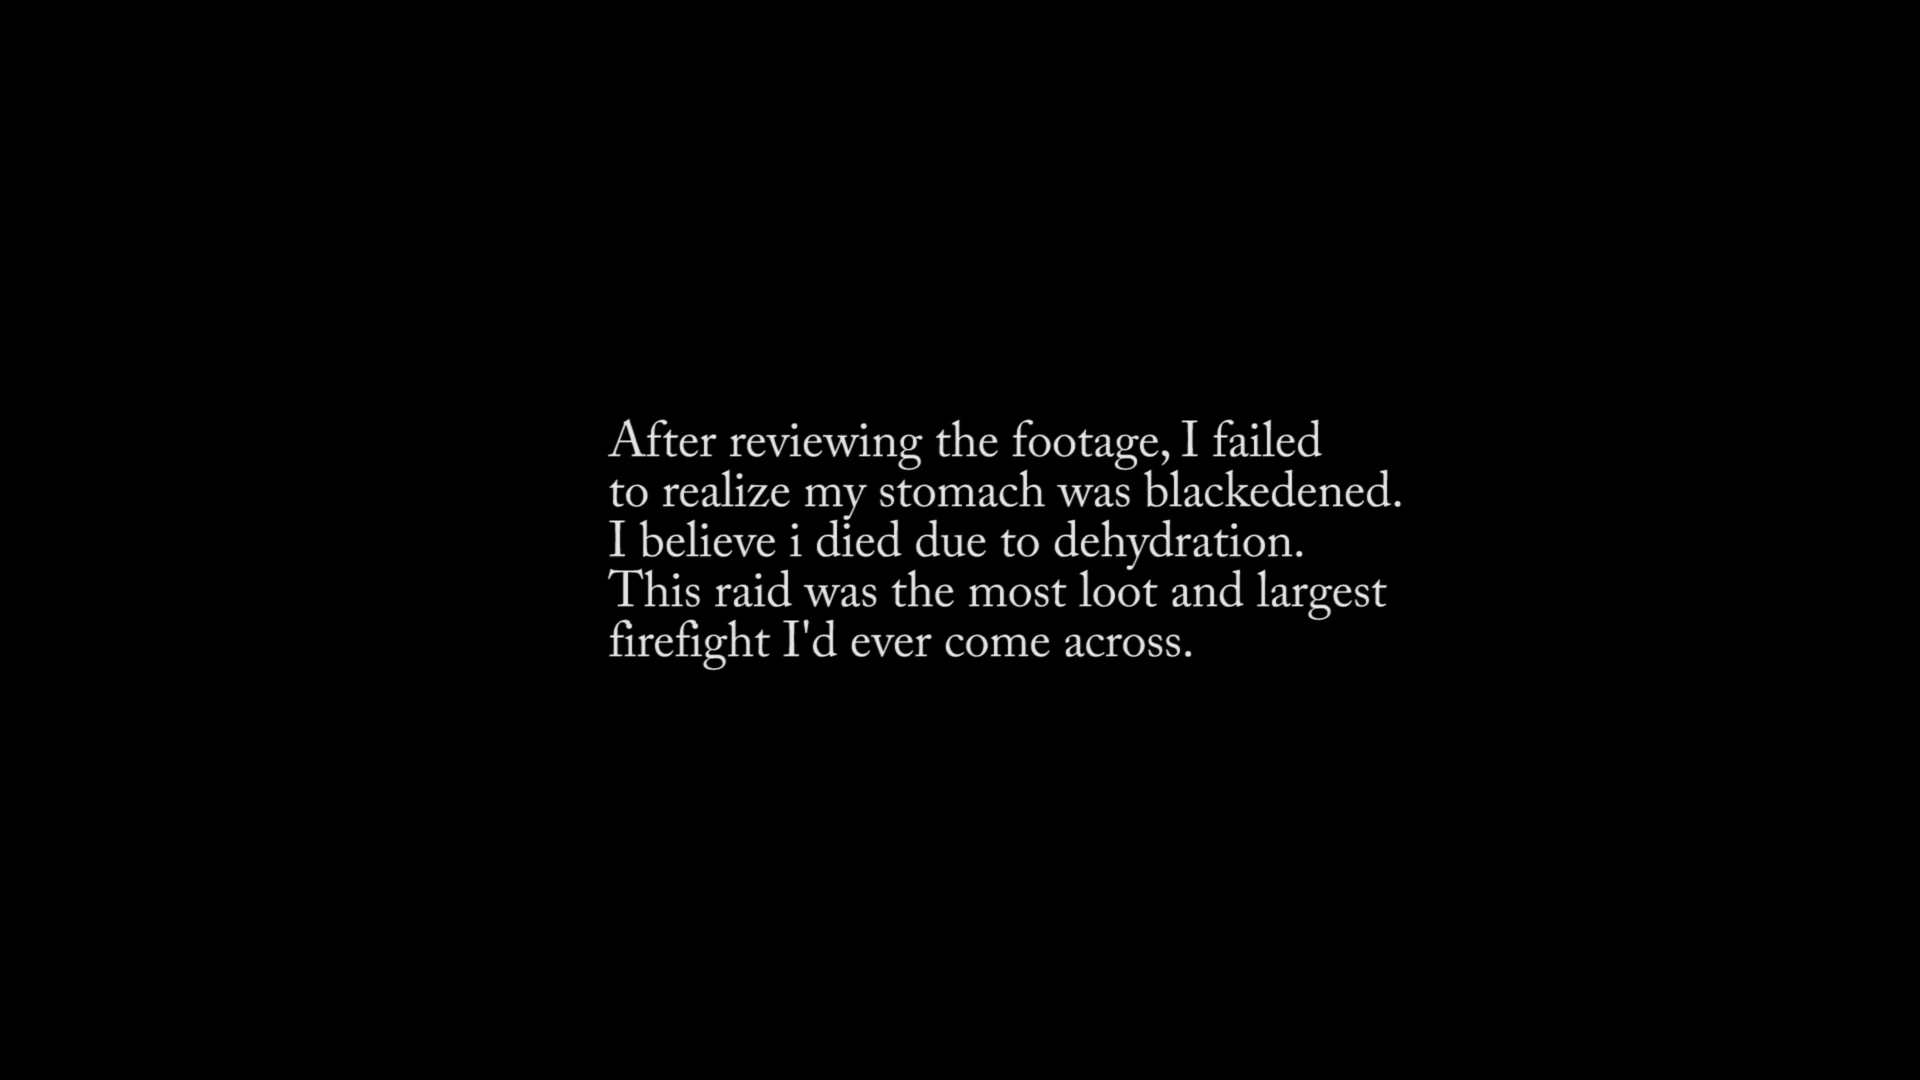 After reviewing the footage, I failed
to realize my stomach was blackedened.
I believe i died due to dehydration.
This raid was the most loot and largest
firefight I'd ever come across.